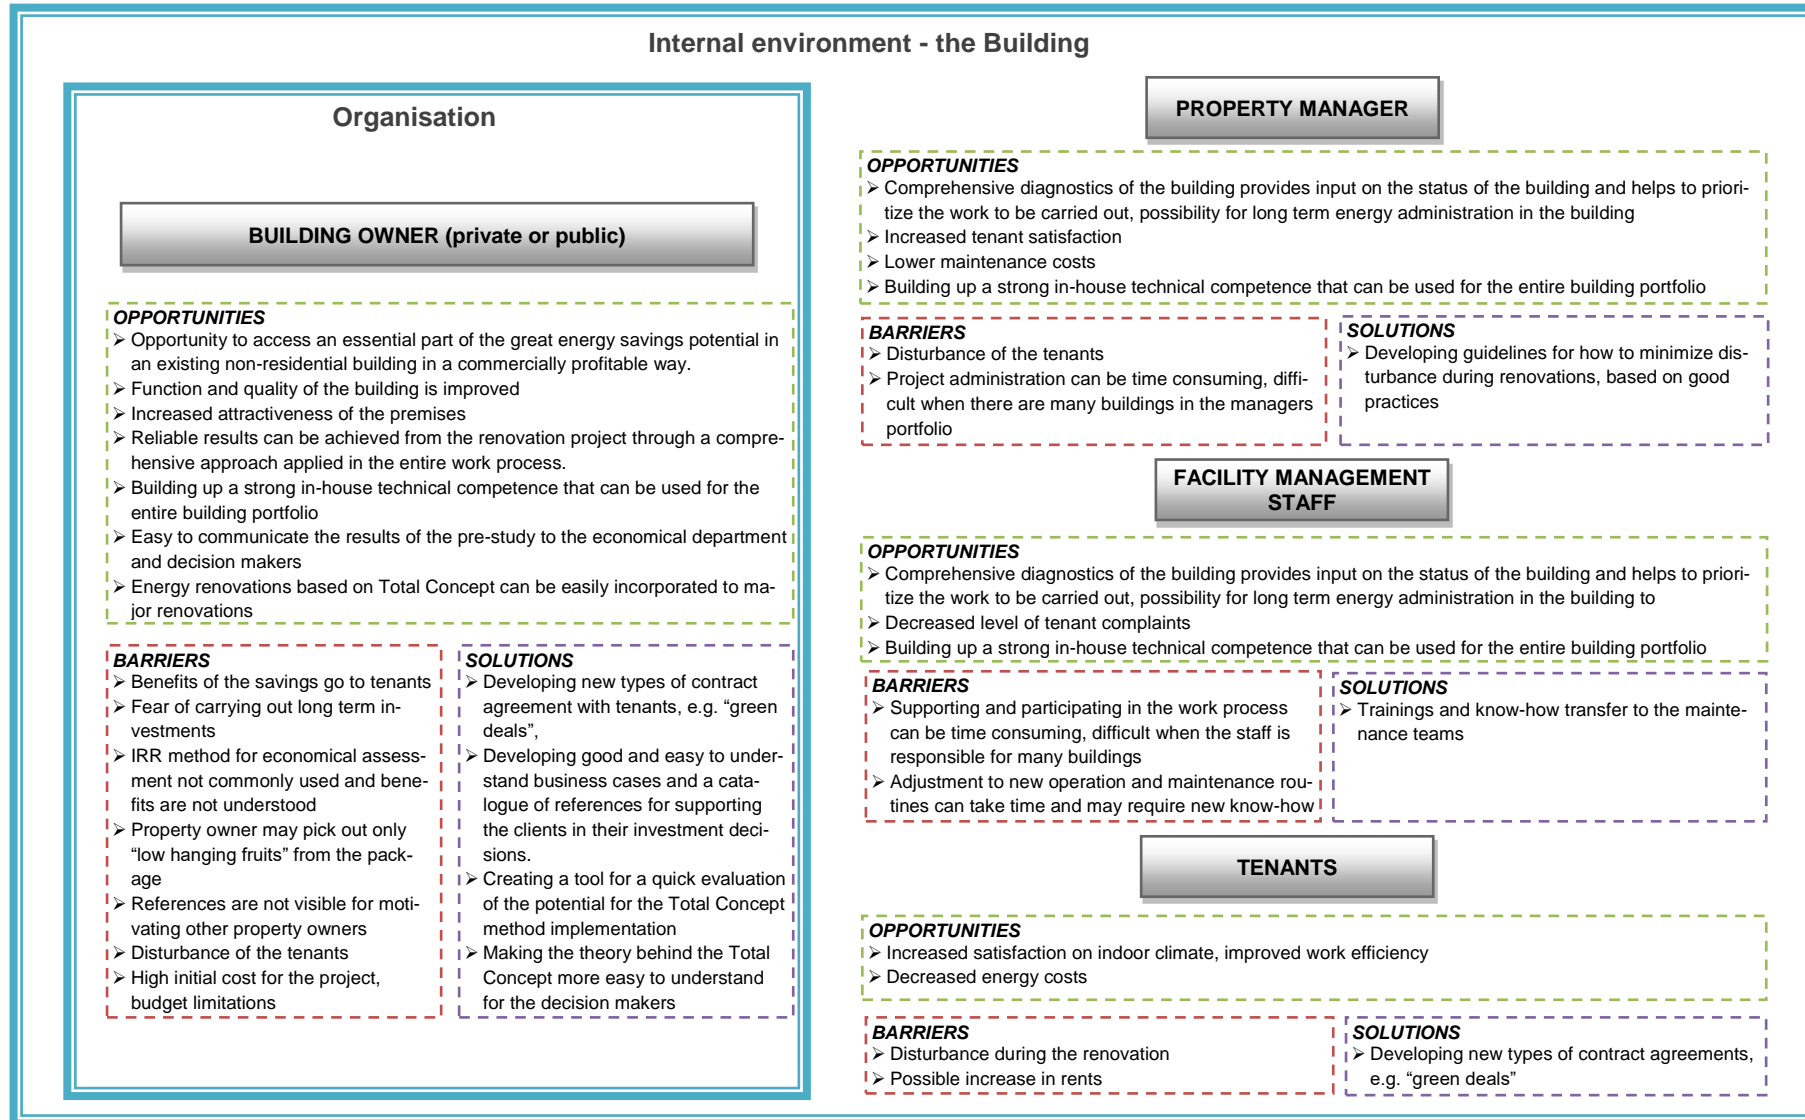 Internal environment - the Building
Organisation
BUILDING OWNER (private or public)
OPPORTUNITIES
➢ Opportunity to access an essential part of the great energy savings potential in
an existing non-residential building in a commercially profitable way.
➢ Function and quality of the building is improved
➢ Increased attractiveness of the premises
➢ Reliable results can be achieved from the renovation project through a compre-
hensive approach applied in the entire work process.
➢ Building up a strong in-house technical competence that can be used for the
entire building portfolio
➢ Easy to communicate the results of the pre-study to the economical department
and decision makers
➢ Energy renovations based on Total Concept can be easily incorporated to ma-
jor renovations
BARRIERS
➢ Benefits of the savings go to tenants
➢ Fear of carrying out long term in-
vestments
➢ IRR method for economical assess-
ment not commonly used and bene-
fits are not understood
➢ Property owner may pick out only
“low hanging fruits” from the pack-
age
➢ References are not visible for moti-
vating other property owners
➢ Disturbance of the tenants
➢ High initial cost for the project,
budget limitations
SOLUTIONS
➢ Developing new types of contract
agreement with tenants, e.g. “green
deals”,
➢ Developing good and easy to under-
stand business cases and a cata-
logue of references for supporting
the clients in their investment deci-
sions.
➢ Creating a tool for a quick evaluation
of the potential for the Total Concept
method implementation
➢ Making the theory behind the Total
Concept more easy to understand
for the decision makers
PROPERTY MANAGER
OPPORTUNITIES
➢ Comprehensive diagnostics of the building provides input on the status of the building and helps to priori-
tize the work to be carried out, possibility for long term energy administration in the building
➢ Increased tenant satisfaction
➢ Lower maintenance costs
➢ Building up a strong in-house technical competence that can be used for the entire building portfolio
BARRIERS
➢ Disturbance of the tenants
➢ Project administration can be time consuming, diffi-
cult when there are many buildings in the managers
portfolio
SOLUTIONS
➢ Developing guidelines for how to minimize dis-
turbance during renovations, based on good
practices
FACILITY MANAGEMENT
STAFF
OPPORTUNITIES
➢ Comprehensive diagnostics of the building provides input on the status of the building and helps to priori-
tize the work to be carried out, possibility for long term energy administration in the building to
➢ Decreased level of tenant complaints
➢ Building up a strong in-house technical competence that can be used for the entire building portfolio
BARRIERS
➢ Supporting and participating in the work process
can be time consuming, difficult when the staff is
responsible for many buildings
➢ Adjustment to new operation and maintenance rou-
tines can take time and may require new know-how
SOLUTIONS
➢ Trainings and know-how transfer to the mainte-
nance teams
TENANTS
OPPORTUNITIES
➢ Increased satisfaction on indoor climate, improved work efficiency
➢ Decreased energy costs
BARRIERS
➢ Disturbance during the renovation
➢ Possible increase in rents
SOLUTIONS
➢ Developing new types of contract agreements,
e.g. “green deals”